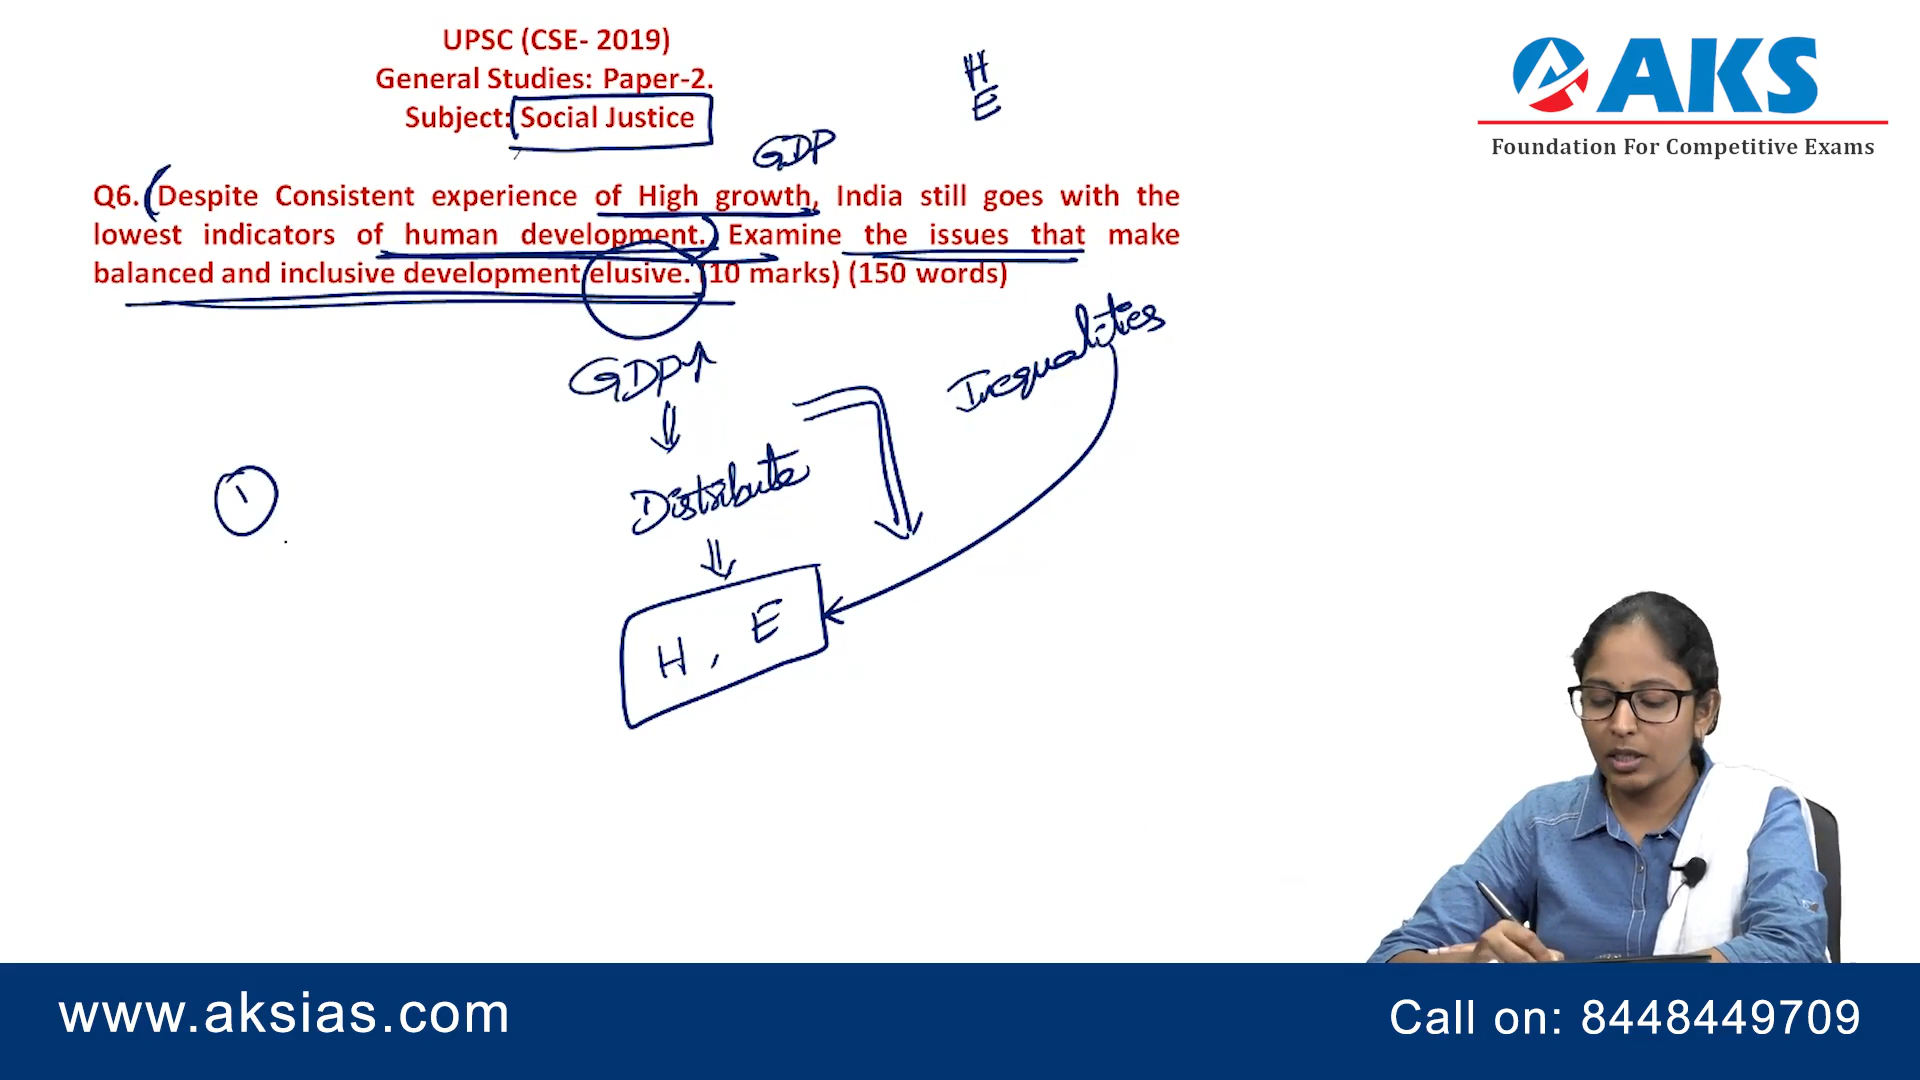 UPSC (CSE- 2019)
General Studies: Paper-2.
Subject: Social Justice
H
E
AKS
Foundation For Competitive Exams
GDP
Q6. Despite Consistent experience of High growth, India still goes with the
lowest indicators of human development. Examine the issues that make
balanced and inclusive development elusive. (10 marks) (150 words)
GDP↑
Inequalities
Distribute
1
H, E
www.aksias.com
Call on: 8448449709